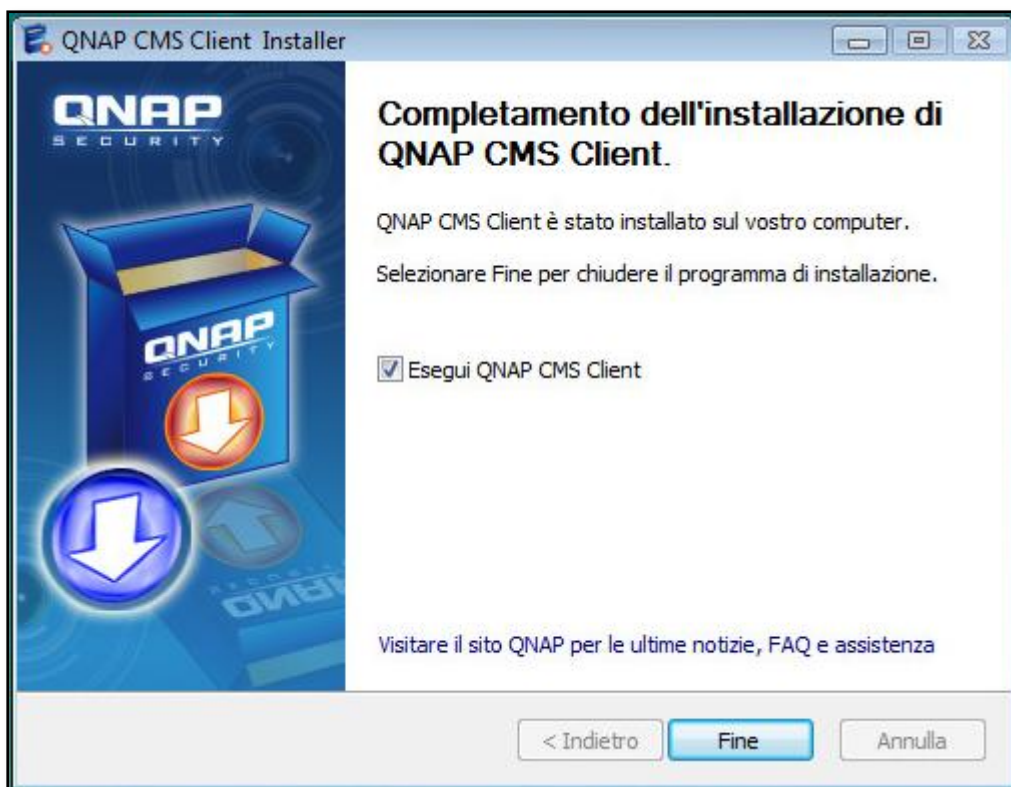 QNAP CMS Client Installer
QNAP
SECURITY
Completamento dell'installazione di
QNAP CMS Client.
QNAP CMS Client è stato installato sul vostro computer.
Selezionare Fine per chiudere il programma di installazione.
QNAP
SECURITY
Esegui QNAP CMS Client
QNAP
SECURITY
Visitare il sito QNAP per le ultime notizie, FAQ e assistenza
< Indietro
Fine
Annulla